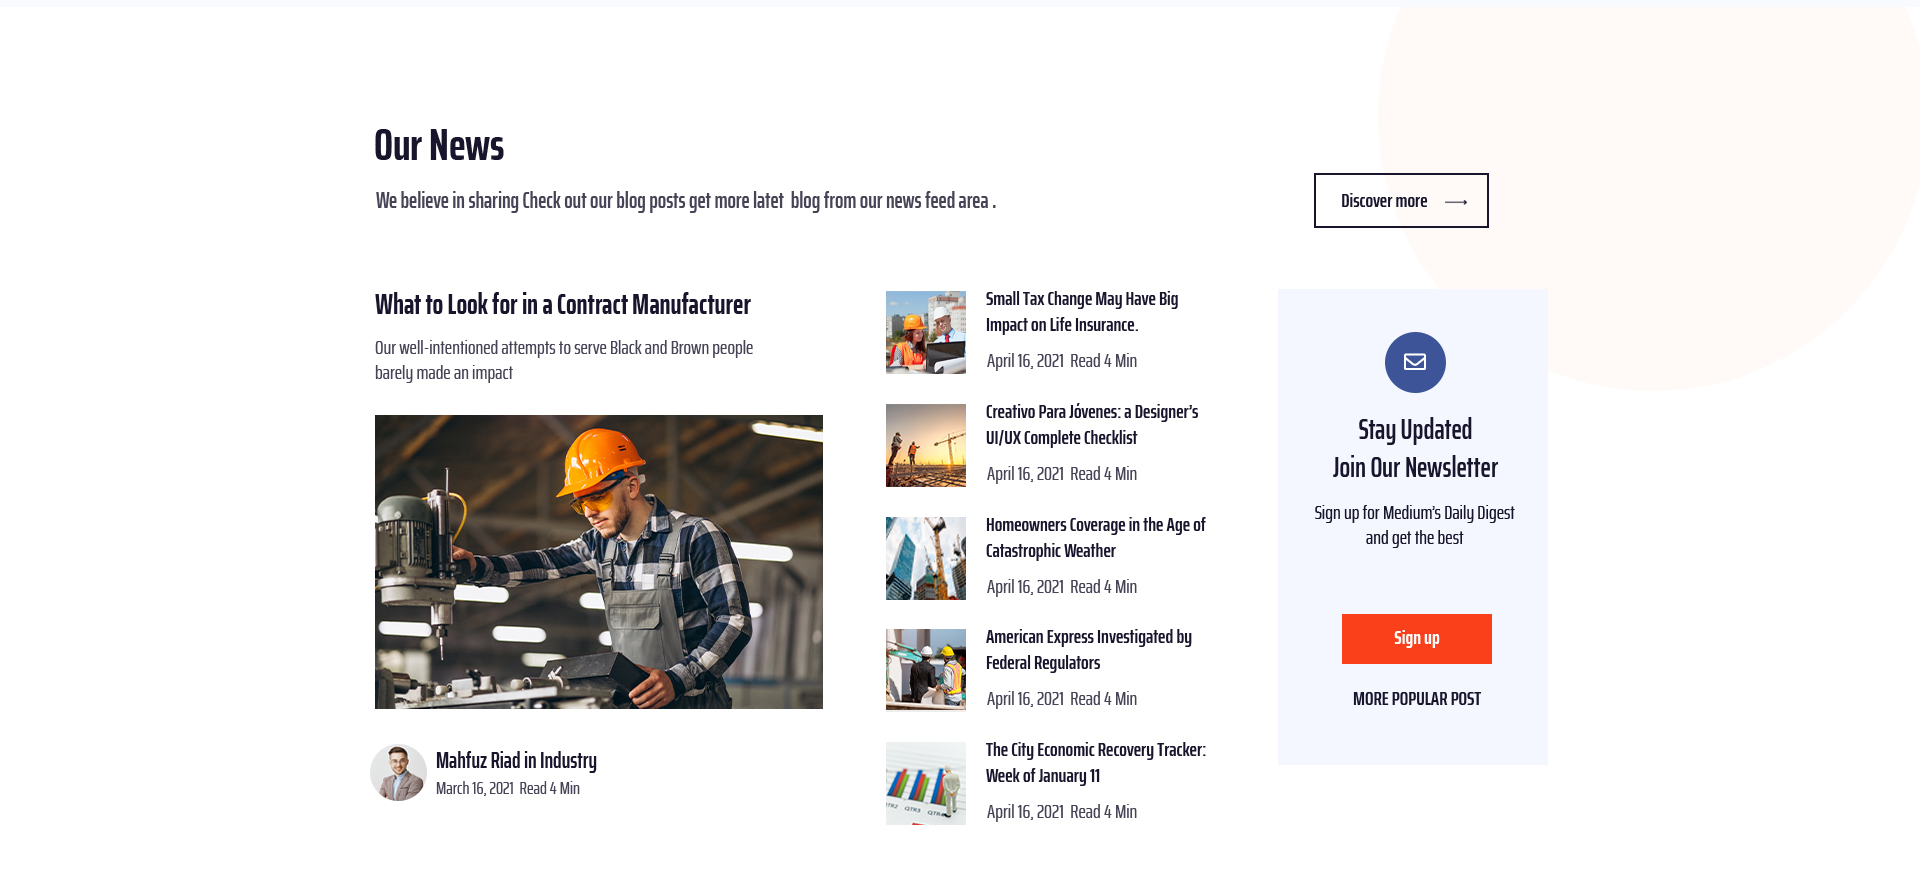 Our News
We believe in sharing Check out our blog posts get more latet  blog from our news feed area .
Discover more
What to Look for in a Contract Manufacturer
Our well-intentioned attempts to serve Black and Brown people
barely made an impact
Mahfuz Riad in Industry
March 16, 2021  Read 4 Min
Small Tax Change May Have Big
Impact on Life Insurance.
April 16, 2021  Read 4 Min
Creativo Para Jóvenes: a Designer’s
UI/UX Complete Checklist
April 16, 2021  Read 4 Min
Homeowners Coverage in the Age of
Catastrophic Weather
April 16, 2021  Read 4 Min
American Express Investigated by
Federal Regulators
April 16, 2021  Read 4 Min
The City Economic Recovery Tracker:
Week of January 11
April 16, 2021  Read 4 Min
QTR2 QTR3 QTR4
Stay Updated
Join Our Newsletter
Sign up for Medium’s Daily Digest
and get the best
Sign up
MORE POPULAR POST